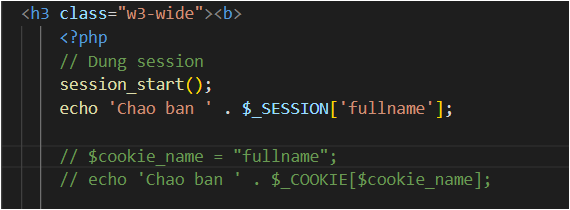 <h3 class="w3-wide"><b>
<?php
// Dung session
session_start();
echo 'Chao ban ' . $_SESSION['fullname'];
// $cookie_name = "fullname";
// echo 'Chao ban ' . $_COOKIE[$cookie_name];